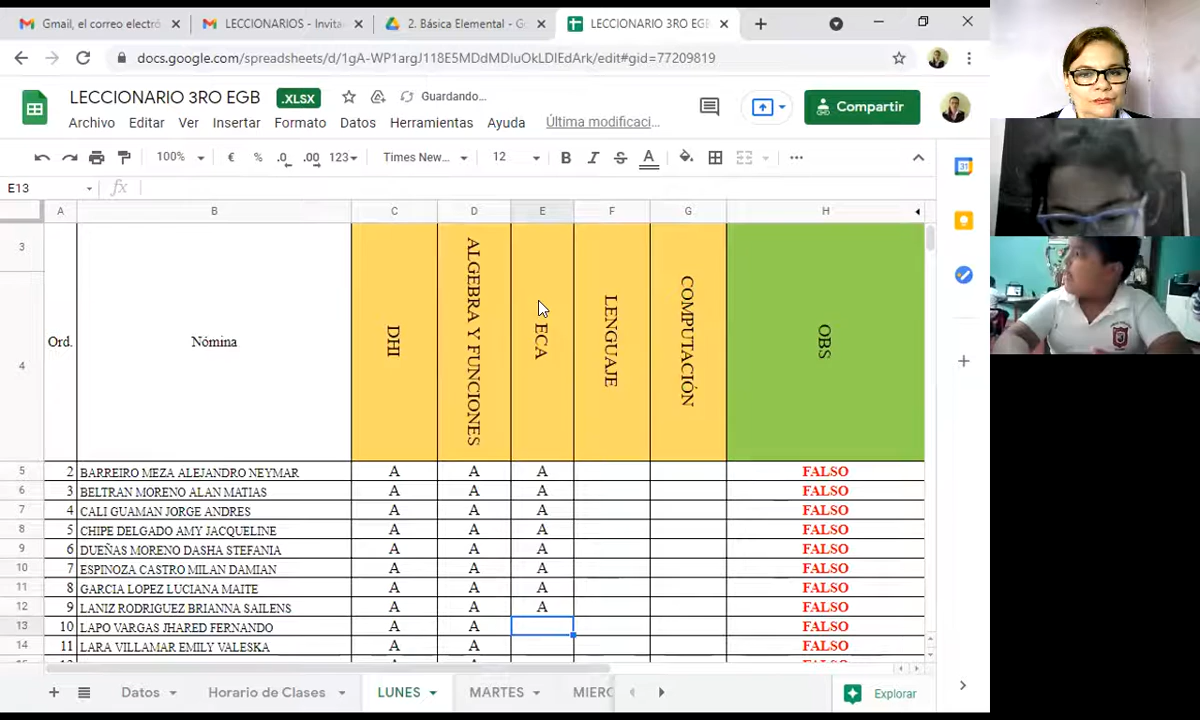 Gmail, el correo electró
LECCIONARIOS - Invita
2. Básica Elemental - G
LECCIONARIO 3RO EGB
docs.google.com/spreadsheets/d/1gA-WP1argJ118E5MDdMDIuOkLDIEdArk/edit#gid=77209819
LECCIONARIO 3RO EGB .XLSX Guardando…
Compartir
Archivo Editar Ver Insertar Formato Datos Herramientas Ayuda Última modificaci…
100% € % .0 .00 123 Times New… 12 B I S A
31
E13 fx
A B C D E F G H
3
4
Ord. Nómina DHI ALGEBRA Y FUNCIONES ECA LENGUAJE COMPUTACIÓN OBS
5 2 BARREIRO MEZA ALEJANDRO NEYMAR A A A FALSO
6 3 BELTRAN MORENO ALAN MATIAS A A A FALSO
7 4 CALI GUAMAN JORGE ANDRES A A A FALSO
8 5 CHIPE DELGADO AMY JACQUELINE A A A FALSO
9 6 DUEÑAS MORENO DASHA STEFANIA A A A FALSO
10 7 ESPINOZA CASTRO MILAN DAMIAN A A A FALSO
11 8 GARCIA LOPEZ LUCIANA MAITE A A A FALSO
12 9 LANIZ RODRIGUEZ BRIANNA SAILENS A A A FALSO
13 10 LAPO VARGAS JHARED FERNANDO A A FALSO
14 11 LARA VILLAMAR EMILY VALESKA A A FALSO
Datos Horario de Clases LUNES MARTES MIERC Explorar